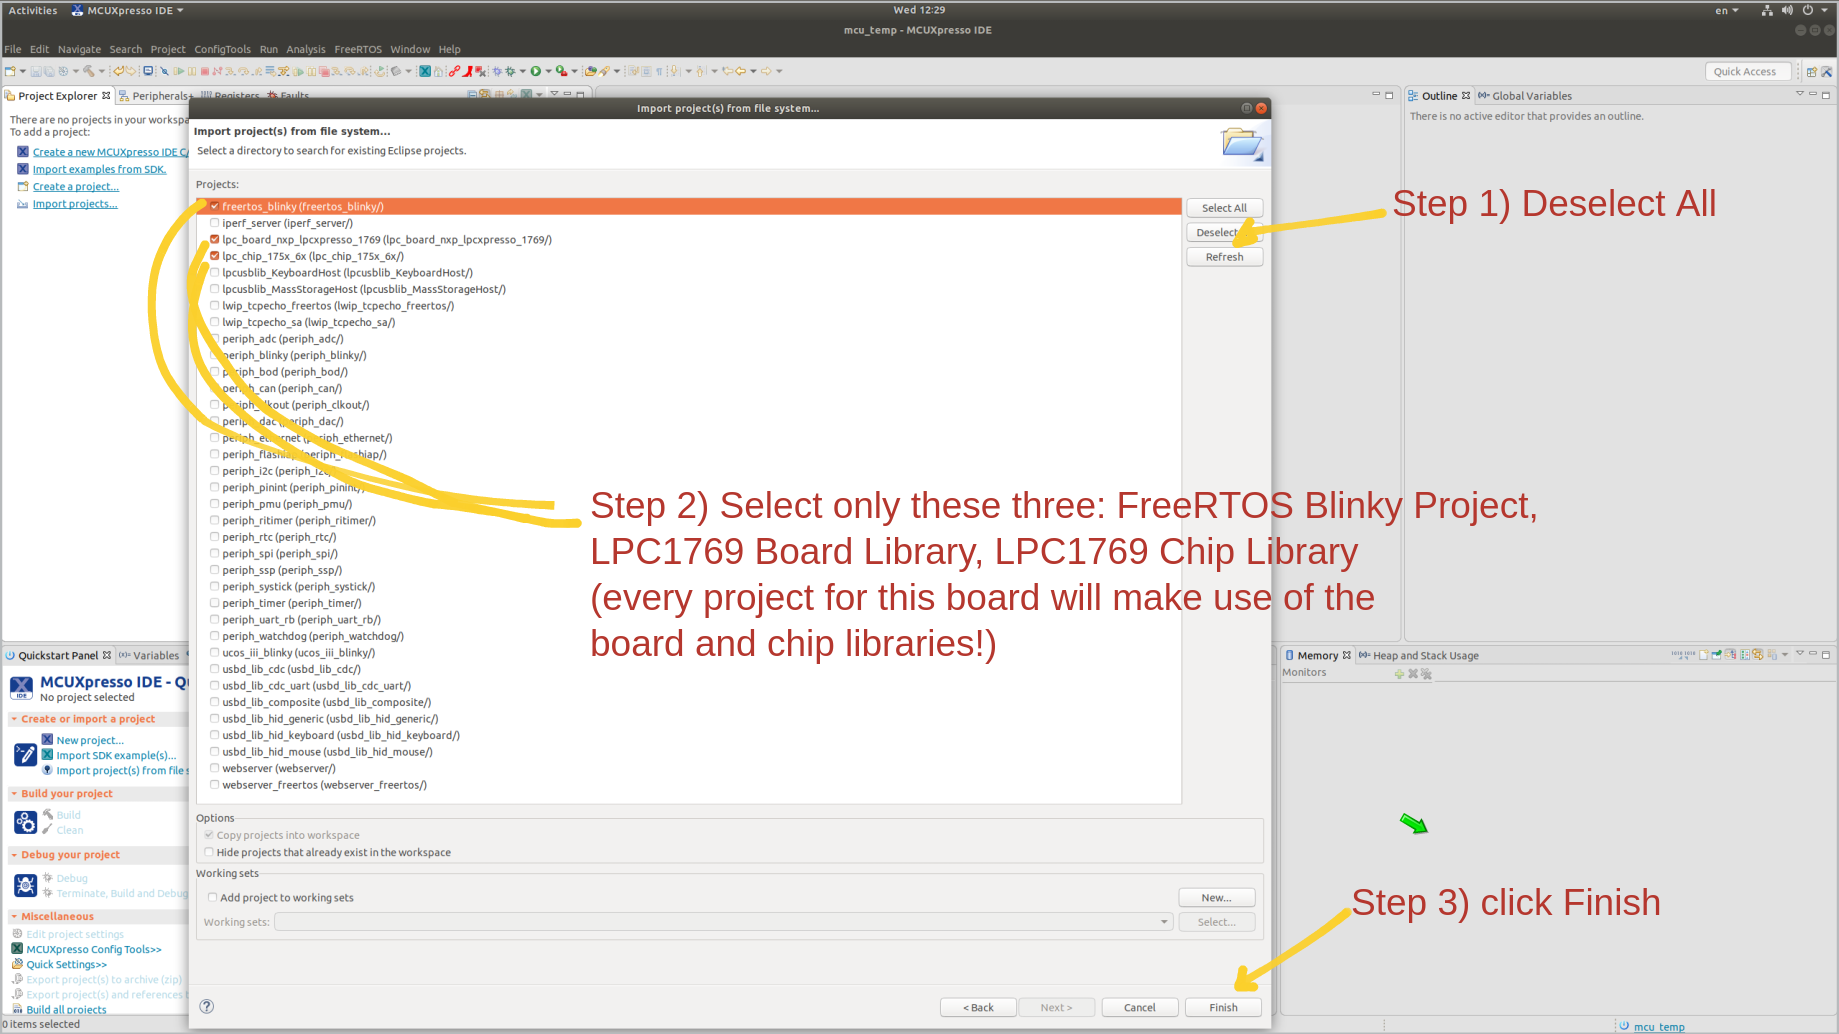 Activities MCUXpresso IDE Wed 12:29 en
mcu_temp - MCUXpresso IDE
File Edit Navigate Search Project ConfigTools Run Analysis FreeRTOS Window Help
Quick Access
Project Explorer Peripherals+ Registers Faults
Outline Global Variables
There is no active editor that provides an outline.
There are no projects in your workspa
To add a project:
Create a new MCUXpresso IDE C/
Import examples from SDK.
Create a project...
Import projects...
Import project(s) from file system...
Import project(s) from file system...
Select a directory to search for existing Eclipse projects.
Projects:
freertos_blinky (freertos_blinky/)
iperf_server (iperf_server/)
lpc_board_nxp_lpcxpresso_1769 (lpc_board_nxp_lpcxpresso_1769/)
lpc_chip_175x_6x (lpc_chip_175x_6x/)
lpcusblib_KeyboardHost (lpcusblib_KeyboardHost/)
lpcusblib_MassStorageHost (lpcusblib_MassStorageHost/)
lwip_tcpecho_freertos (lwip_tcpecho_freertos/)
lwip_tcpecho_sa (lwip_tcpecho_sa/)
periph_adc (periph_adc/)
periph_blinky (periph_blinky/)
periph_bod (periph_bod/)
periph_can (periph_can/)
periph_clkout (periph_clkout/)
periph_dac (periph_dac/)
periph_ethernet (periph_ethernet/)
periph_flashiap (periph_flashiap/)
periph_i2c (periph_i2c/)
periph_pinint (periph_pinint/)
periph_pmu (periph_pmu/)
periph_ritimer (periph_ritimer/)
periph_rtc (periph_rtc/)
periph_spi (periph_spi/)
periph_ssp (periph_ssp/)
periph_systick (periph_systick/)
periph_timer (periph_timer/)
periph_uart_rb (periph_uart_rb/)
periph_watchdog (periph_watchdog/)
ucos_iii_blinky (ucos_iii_blinky/)
usbd_lib_cdc (usbd_lib_cdc/)
usbd_lib_cdc_uart (usbd_lib_cdc_uart/)
usbd_lib_composite (usbd_lib_composite/)
usbd_lib_hid_generic (usbd_lib_hid_generic/)
usbd_lib_hid_keyboard (usbd_lib_hid_keyboard/)
usbd_lib_hid_mouse (usbd_lib_hid_mouse/)
webserver (webserver/)
webserver_freertos (webserver_freertos/)
Select All
Deselect
Refresh
Step 1) Deselect All
Step 2) Select only these three: FreeRTOS Blinky Project,
LPC1769 Board Library, LPC1769 Chip Library
(every project for this board will make use of the
board and chip libraries!)
Options
Copy projects into workspace
Hide projects that already exist in the workspace
Working sets
Add project to working sets
New...
Working sets:
Select...
Step 3) click Finish
< Back Next > Cancel Finish
Quickstart Panel Variables
MCUXpresso IDE - Qu
No project selected
Create or import a project
New project...
Import SDK example(s)...
Import project(s) from file s
Build your project
Build
Clean
Debug your project
Debug
Terminate, Build and Debug
Miscellaneous
Edit project settings
MCUXpresso Config Tools>>
Quick Settings>>
Export project(s) to archive (zip)
Export project(s) and references t
Build all projects
0 items selected
Memory Heap and Stack Usage
Monitors
mcu_temp